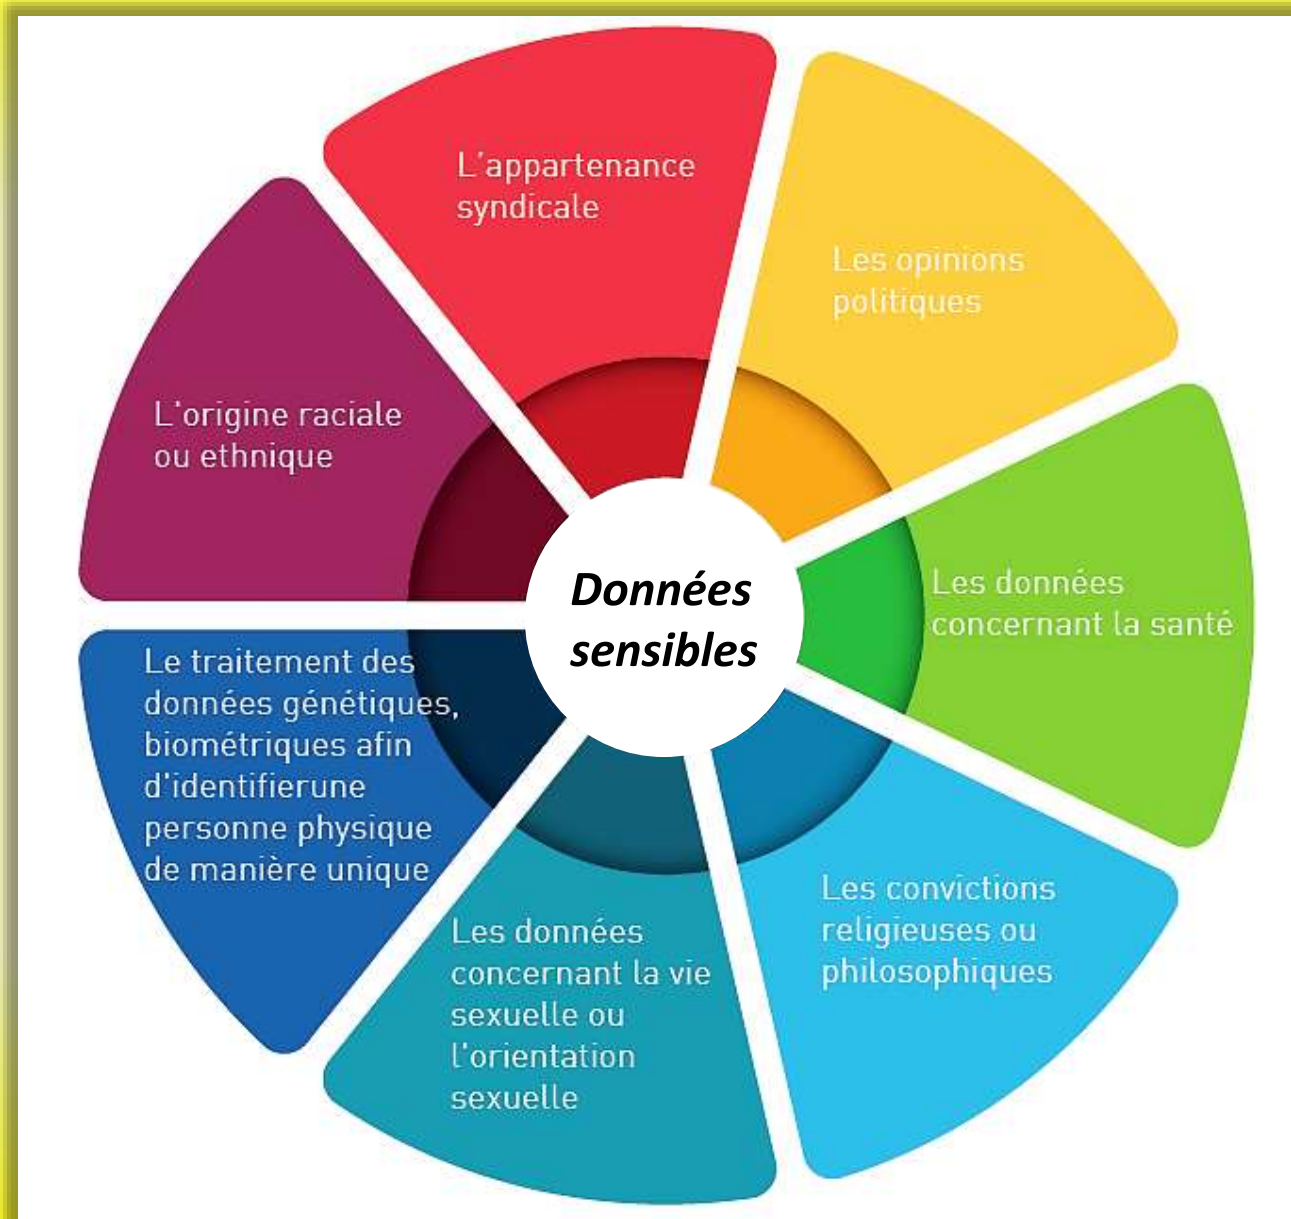 L'appartenance
syndicale
Les opinions
politiques
L'origine raciale
ou ethnique
Données
sensibles
Les données
concernant la santé
Le traitement des
données génétiques,
biométriques afin
d'identifierune
personne physique
de manière unique
Les convictions
religieuses ou
philosophiques
Les données
concernant la vie
sexuelle ou
l'orientation
sexuelle